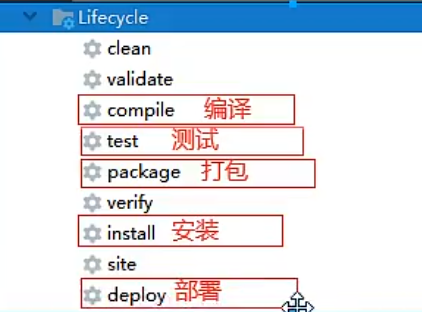 Lifecycle
clean
validate
compile 编译
test 测试
package 打包
verify
install 安装
site
deploy 部署